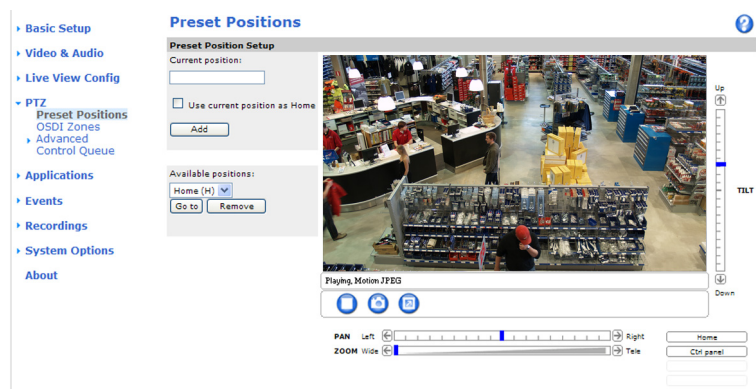 Basic Setup
Video & Audio
Live View Config
PTZ
Preset Positions
OSDI Zones
Advanced
Control Queue
Applications
Events
Recordings
System Options
About
Preset Positions
?
Preset Position Setup
Current position:
Use current position as Home
Add
Available positions:
Home (H)
Go to
Remove
Playing, Motion JPEG
Up
TILT
Down
PAN Left
Right
Home
ZOOM Wide
Tele
Ctrl panel